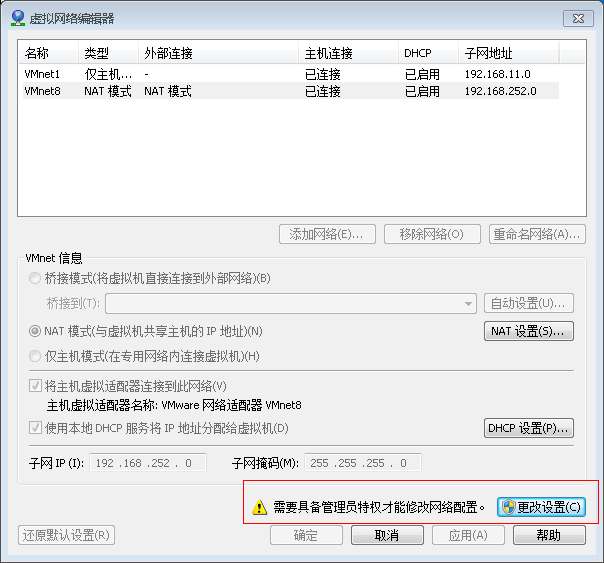 虚拟网络编辑器
名称 类型 外部连接 主机连接 DHCP 子网地址
VMnet1 仅主机... - 已连接 已启用 192.168.11.0
VMnet8 NAT 模式 NAT 模式 已连接 已启用 192.168.252.0
添加网络(E)... 移除网络(O) 重命名网络(A)...
VMnet 信息
桥接模式(将虚拟机直接连接到外部网络)(B)
桥接到(T): 自动设置(U)...
NAT 模式(与虚拟机共享主机的 IP 地址)(N) NAT 设置(S)...
仅主机模式(在专用网络内连接虚拟机)(H)
将主机虚拟适配器连接到此网络(V)
主机虚拟适配器名称: VMware 网络适配器 VMnet8
使用本地 DHCP 服务将 IP 地址分配给虚拟机(D) DHCP 设置(P)...
子网 IP (I): 192 .168 .252 . 0 子网掩码(M): 255 .255 .255 . 0
需要具备管理员特权才能修改网络配置。 更改设置(C)
还原默认设置(R) 确定 取消 应用(A) 帮助